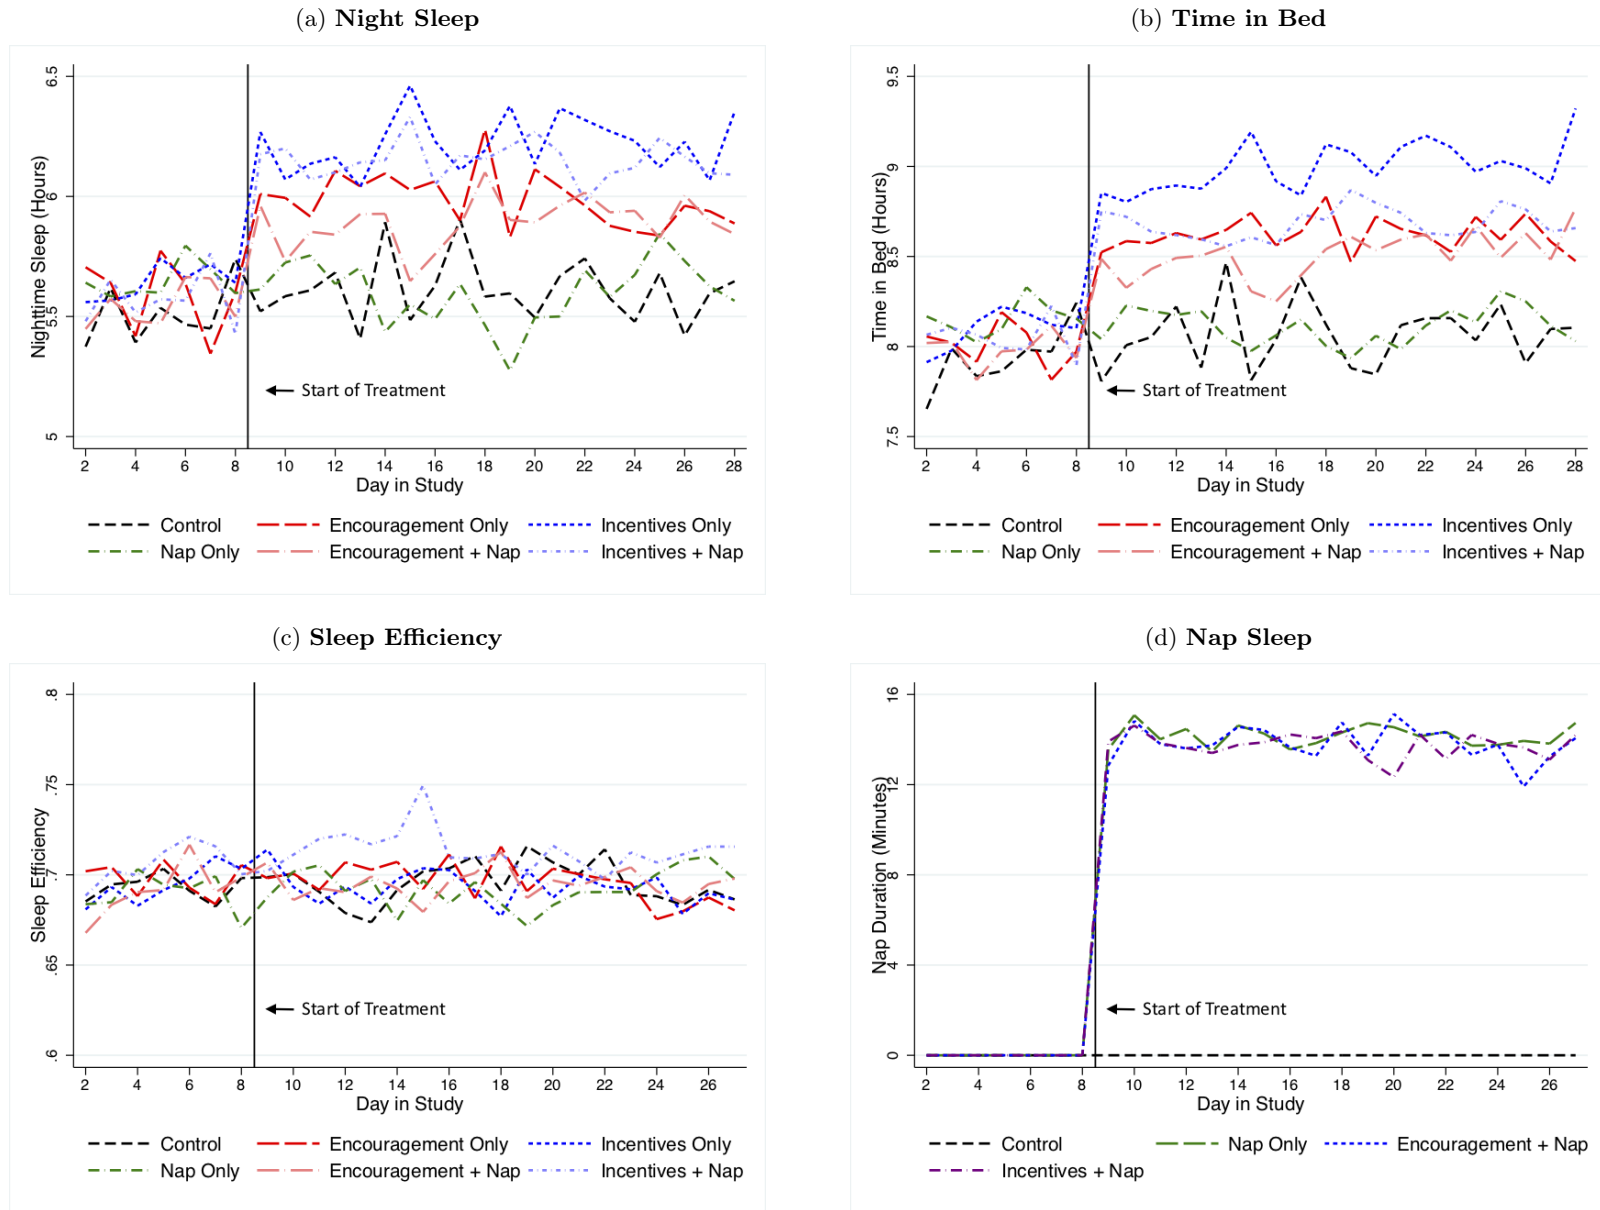 (a) Night Sleep
Nighttime Sleep (Hours)
6.5
6
5.5
5
Start of Treatment
2 4 6 8 10 12 14 16 18 20 22 24 26 28
Day in Study
Control Encouragement Only Incentives Only
Nap Only Encouragement + Nap Incentives + Nap
(b) Time in Bed
Time in Bed (Hours)
9.5
9
8.5
8
7.5
Start of Treatment
2 4 6 8 10 12 14 16 18 20 22 24 26 28
Day in Study
Control Encouragement Only Incentives Only
Nap Only Encouragement + Nap Incentives + Nap
(c) Sleep Efficiency
Sleep Efficiency
.8
.75
.7
.65
.6
Start of Treatment
2 4 6 8 10 12 14 16 18 20 22 24 26
Day in Study
Control Encouragement Only Incentives Only
Nap Only Encouragement + Nap Incentives + Nap
(d) Nap Sleep
Nap Duration (Minutes)
16
12
8
4
0
Start of Treatment
2 4 6 8 10 12 14 16 18 20 22 24 26
Day in Study
Control Nap Only Encouragement + Nap
Incentives + Nap